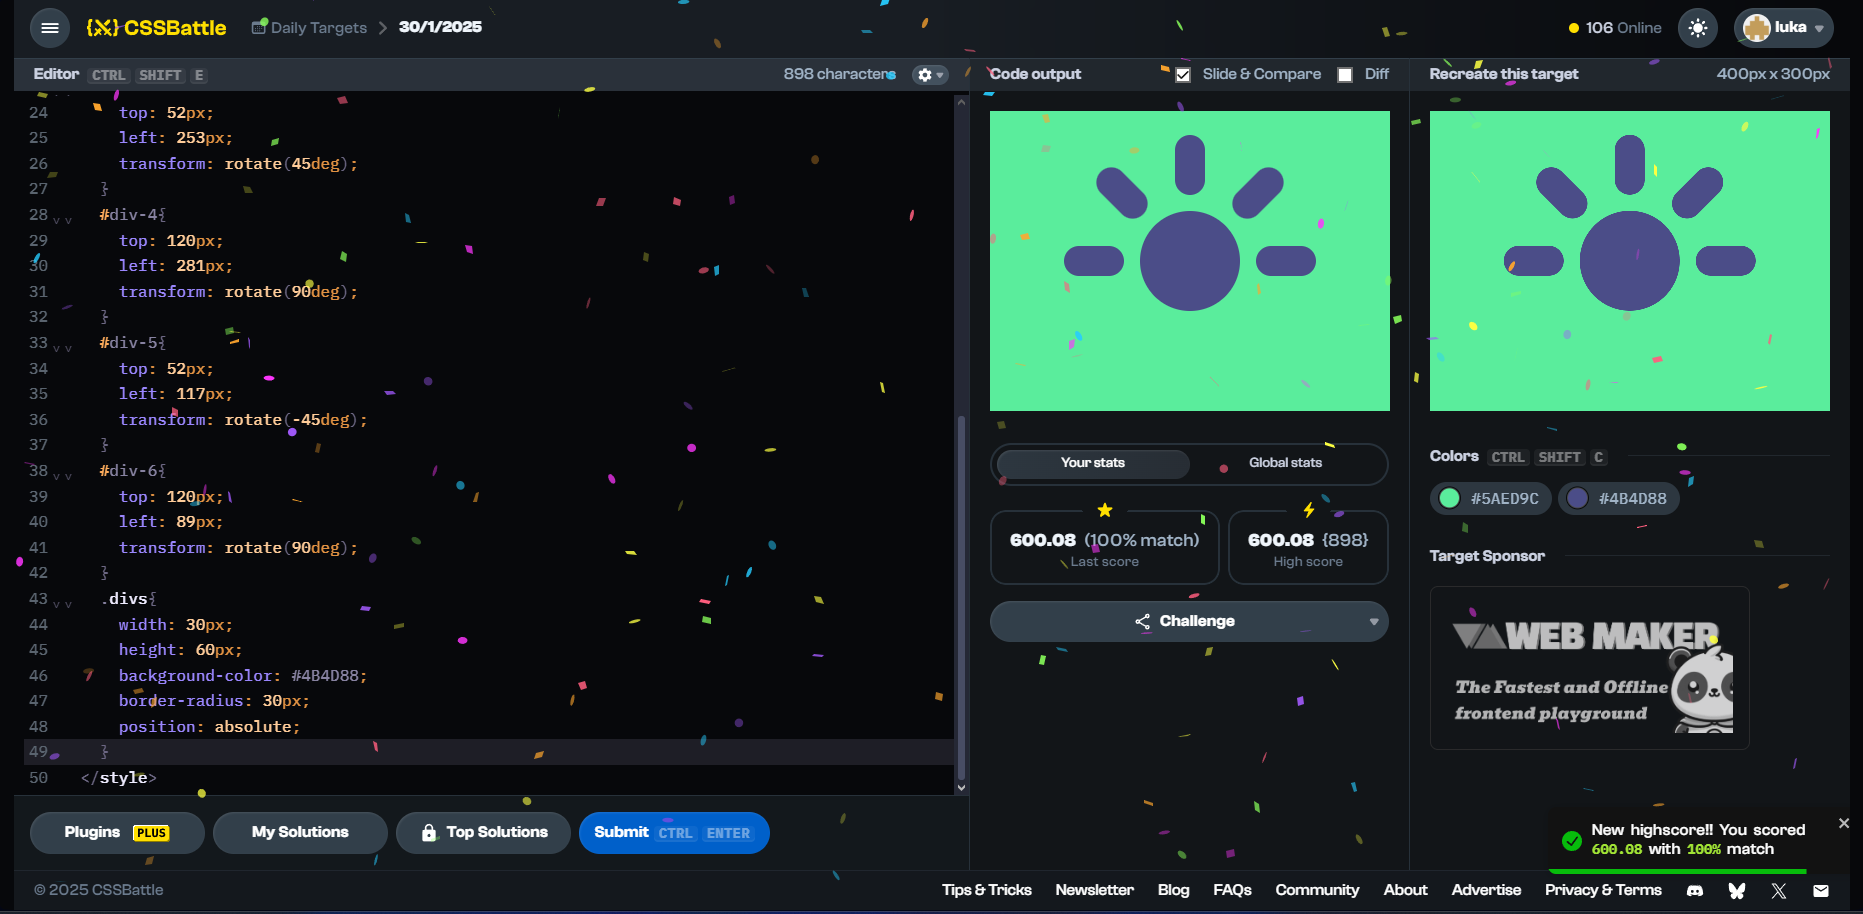 CSSBattle
Daily Targets
30/1/2025
106 Online
luka
Editor CTRL SHIFT E
898 characters
Code output
Slide & Compare
Diff
Recreate this target
400px x 300px
24 top: 52px;
25 left: 253px;
26 transform: rotate(45deg);
27 }
28 #div-4{
29 top: 120px;
30 left: 281px;
31 transform: rotate(90deg);
32 }
33 #div-5{
34 top: 52px;
35 left: 117px;
36 transform: rotate(-45deg);
37 }
38 #div-6{
39 top: 120px;
40 left: 89px;
41 transform: rotate(90deg);
42 }
43 .divs{
44 width: 30px;
45 height: 60px;
46 background-color: #4B4D88;
47 border-radius: 30px;
48 position: absolute;
49 }
50 </style>
Your stats
Global stats
600.08 (100% match)
Last score
600.08 {898}
High score
Challenge
Colors CTRL SHIFT C
#5AED9C
#4B4D88
Target Sponsor
WEB MAKER
The Fastest and Offline
frontend playground
Plugins PLUS
My Solutions
Top Solutions
Submit CTRL ENTER
New highscore!! You scored
600.08 with 100% match
© 2025 CSSBattle
Tips & Tricks
Newsletter
Blog
FAQs
Community
About
Advertise
Privacy & Terms